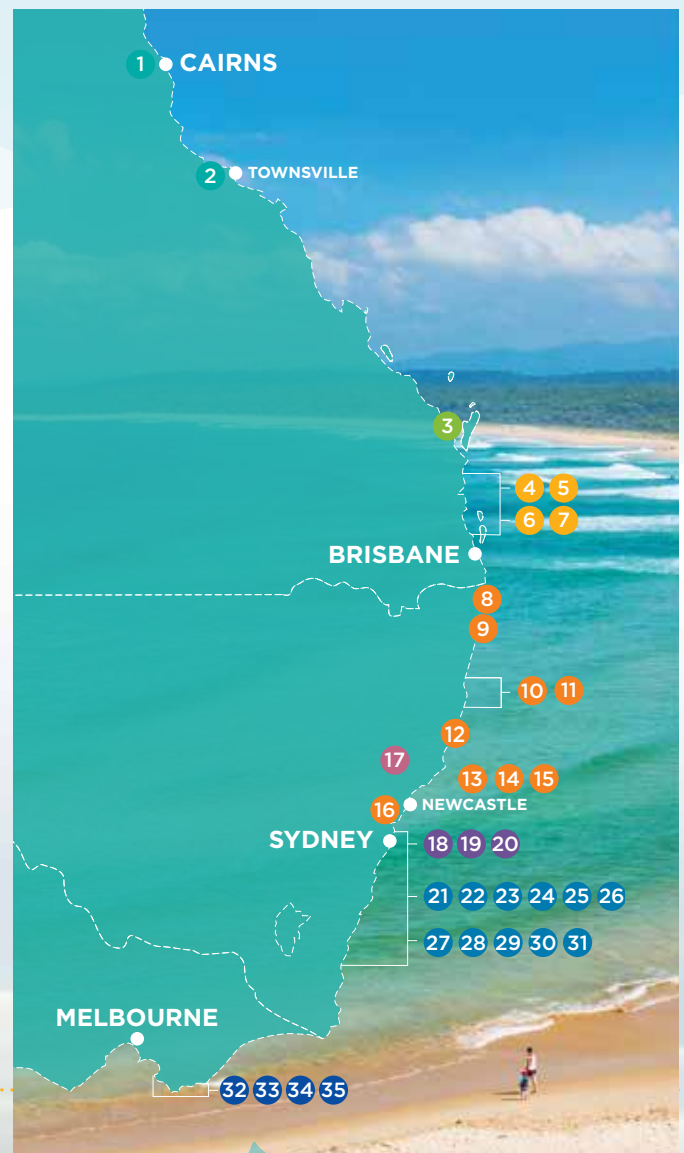 1 CAIRNS
2 TOWNSVILLE
3
4 5
6 7
BRISBANE
8
9
10 11
12
17
13 14 15
16 NEWCASTLE
SYDNEY 18 19 20
21 22 23 24 25 26
27 28 29 30 31
MELBOURNE
32 33 34 35